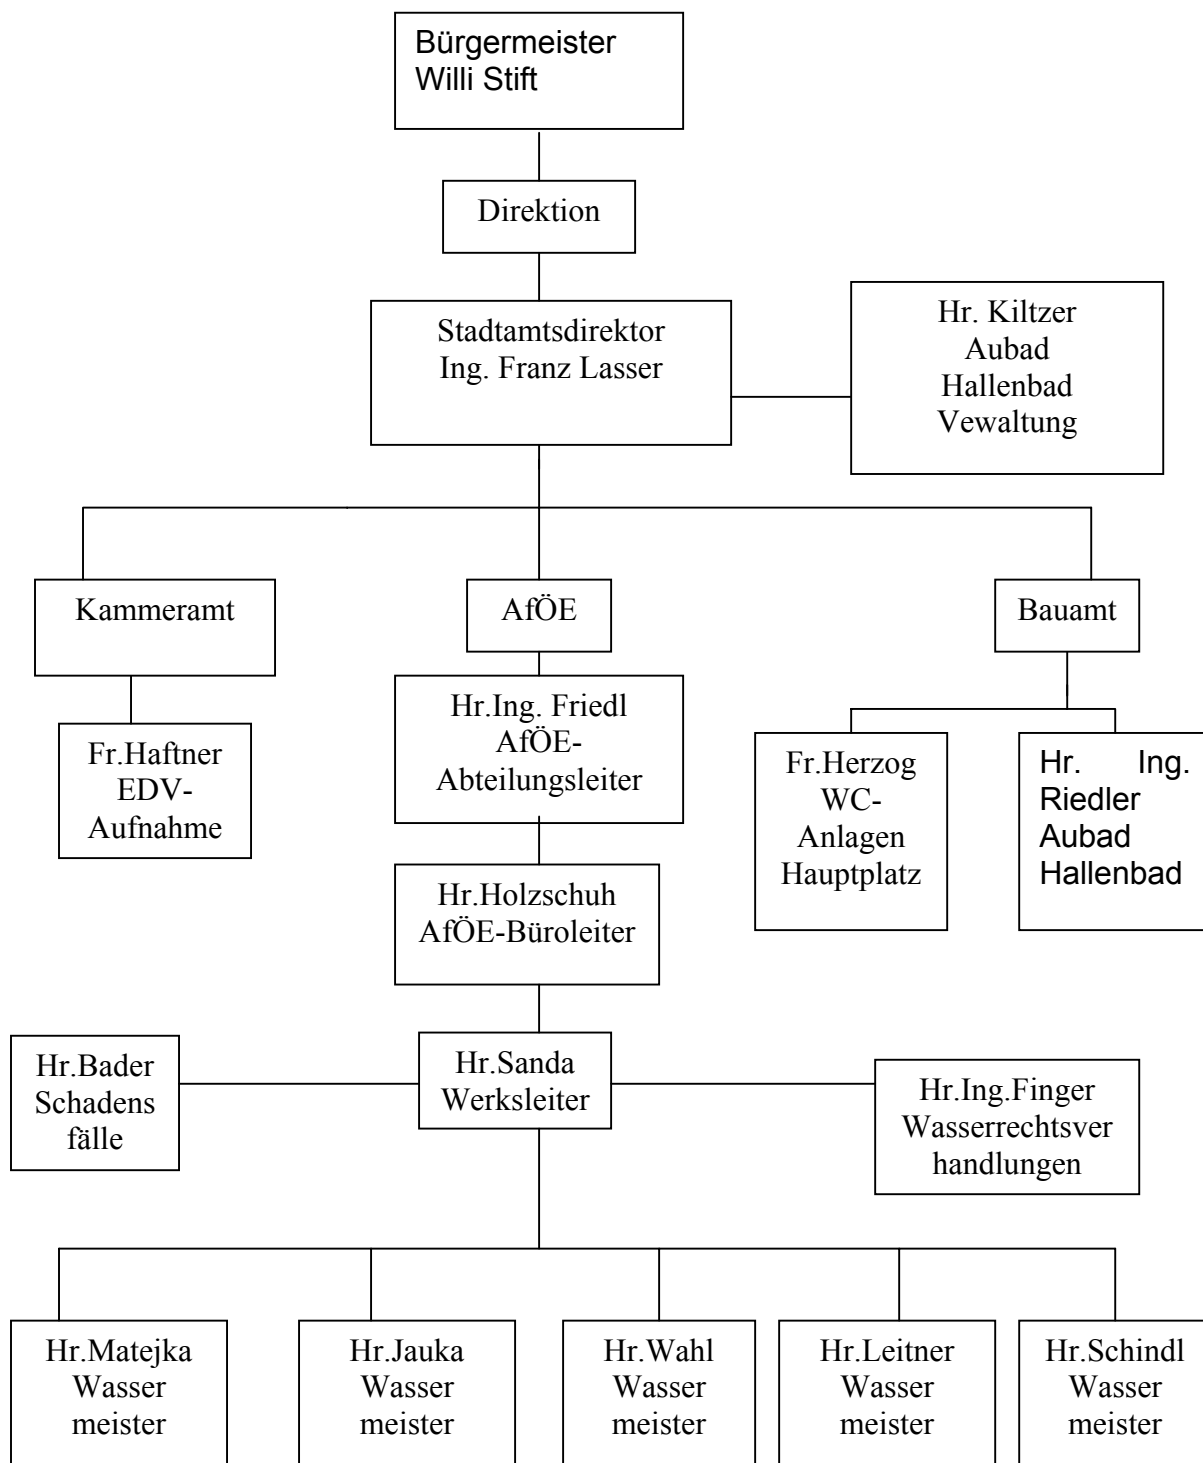 Bürgermeister
Willi Stift
Direktion
Stadtamtsdirektor
Ing. Franz Lasser
Hr. Kiltzer
Aubad
Hallenbad
Vewaltung
Kammeramt
AfÖE
Bauamt
Fr.Haftner
EDV-
Aufnahme
Hr.Ing. Friedl
AfÖE-
Abteilungsleiter
Fr.Herzog
WC-
Anlagen
Hauptplatz
Hr. Ing.
Riedler
Aubad
Hallenbad
Hr.Holzschuh
AfÖE-Büroleiter
Hr.Bader
Schadens
fälle
Hr.Sanda
Werksleiter
Hr.Ing.Finger
Wasserrechtsver
handlungen
Hr.Matejka
Wasser
meister
Hr.Jauka
Wasser
meister
Hr.Wahl
Wasser
meister
Hr.Leitner
Wasser
meister
Hr.Schindl
Wasser
meister